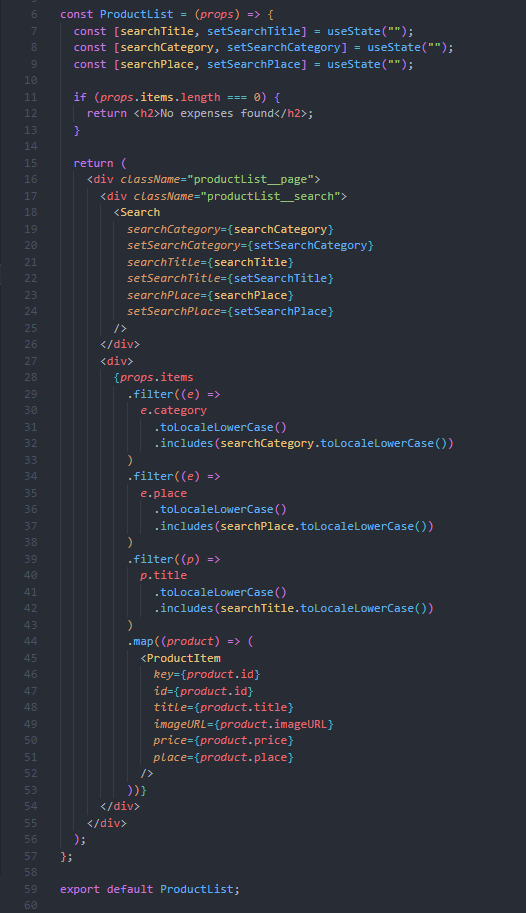 6 const ProductList = (props) => {
7 const [searchTitle, setSearchTitle] = useState("");
8 const [searchCategory, setSearchCategory] = useState("");
9 const [searchPlace, setSearchPlace] = useState("");
10
11 if (props.items.length === 0) {
12 return <h2>No expenses found</h2>;
13 }
14
15 return (
16 <div className="productList__page">
17 <div className="productList__search">
18 <Search
19 searchCategory={searchCategory}
20 setSearchCategory={setSearchCategory}
21 searchTitle={searchTitle}
22 setSearchTitle={setSearchTitle}
23 searchPlace={searchPlace}
24 setSearchPlace={setSearchPlace}
25 />
26 </div>
27 <div>
28 {props.items
29 .filter((e) =>
30 e.category
31 .toLocaleLowerCase()
32 .includes(searchCategory.toLocaleLowerCase())
33 )
34 .filter((e) =>
35 e.place
36 .toLocaleLowerCase()
37 .includes(searchPlace.toLocaleLowerCase())
38 )
39 .filter((p) =>
40 p.title
41 .toLocaleLowerCase()
42 .includes(searchTitle.toLocaleLowerCase())
43 )
44 .map((product) => (
45 <ProductItem
46 key={product.id}
47 id={product.id}
48 title={product.title}
49 imageURL={product.imageURL}
50 price={product.price}
51 place={product.place}
52 />
53 ))}
54 </div>
55 </div>
56 );
57 };
58
59 export default ProductList;
60